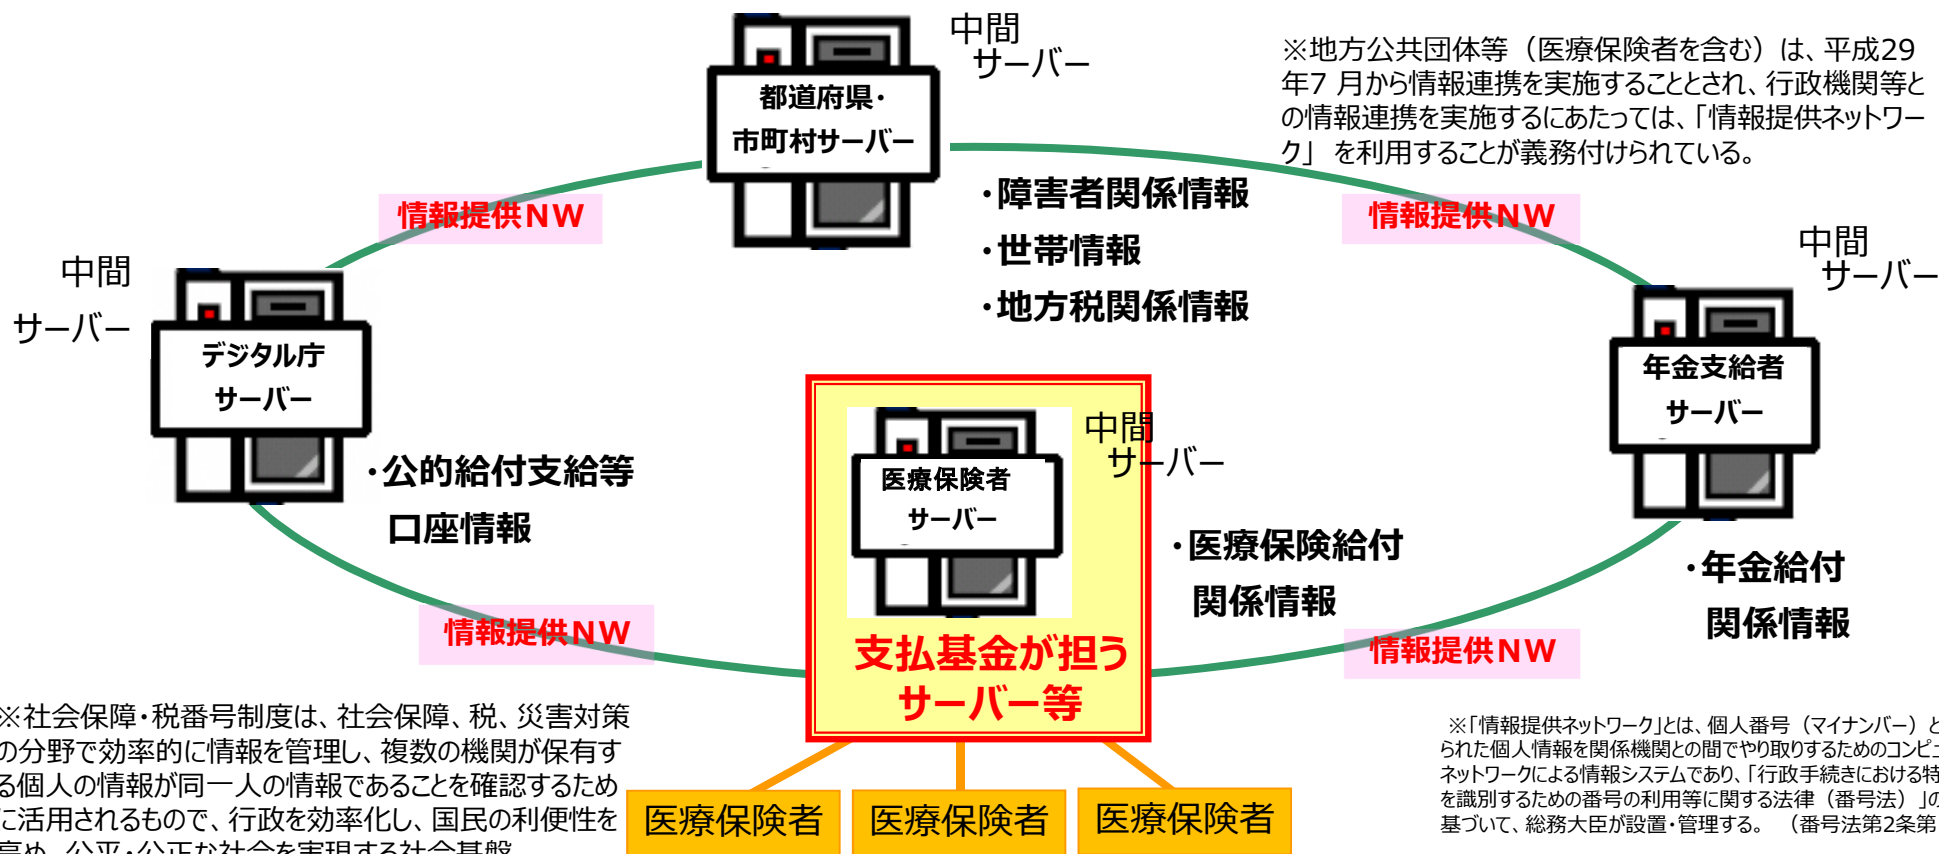 中間
サーバー
都道府県・
市町村サーバー
※地方公共団体等（医療保険者を含む）は、平成29
年7 月から情報連携を実施することとされ、行政機関等と
の情報連携を実施するにあたっては、「情報提供ネットワー
ク」 を利用することが義務付けられている。
・障害者関係情報
・世帯情報
・地方税関係情報
情報提供NW
情報提供NW
中間
サーバー
デジタル庁
サーバー
・公的給付支給等
口座情報
中間
サーバー
年金支給者
サーバー
・年金給付
関係情報
中間
サーバー
医療保険者
サーバー
・医療保険給付
関係情報
支払基金が担う
サーバー等
情報提供NW
情報提供NW
※社会保障・税番号制度は、社会保障、税、災害対策
の分野で効率的に情報を管理し、複数の機関が保有す
る個人の情報が同一人の情報であることを確認するため
に活用されるもので、行政を効率化し、国民の利便性を
高め、公平・公正な社会を実現する社会基盤
※「情報提供ネットワーク」とは、個人番号（マイナンバー）と
られた個人情報を関係機関との間でやり取りするためのコンピュ
ネットワークによる情報システムであり、「行政手続きにおける特
を識別するための番号の利用等に関する法律（番号法）」の
基づいて、総務大臣が設置・管理する。 （番号法第2条第
医療保険者
医療保険者
医療保険者